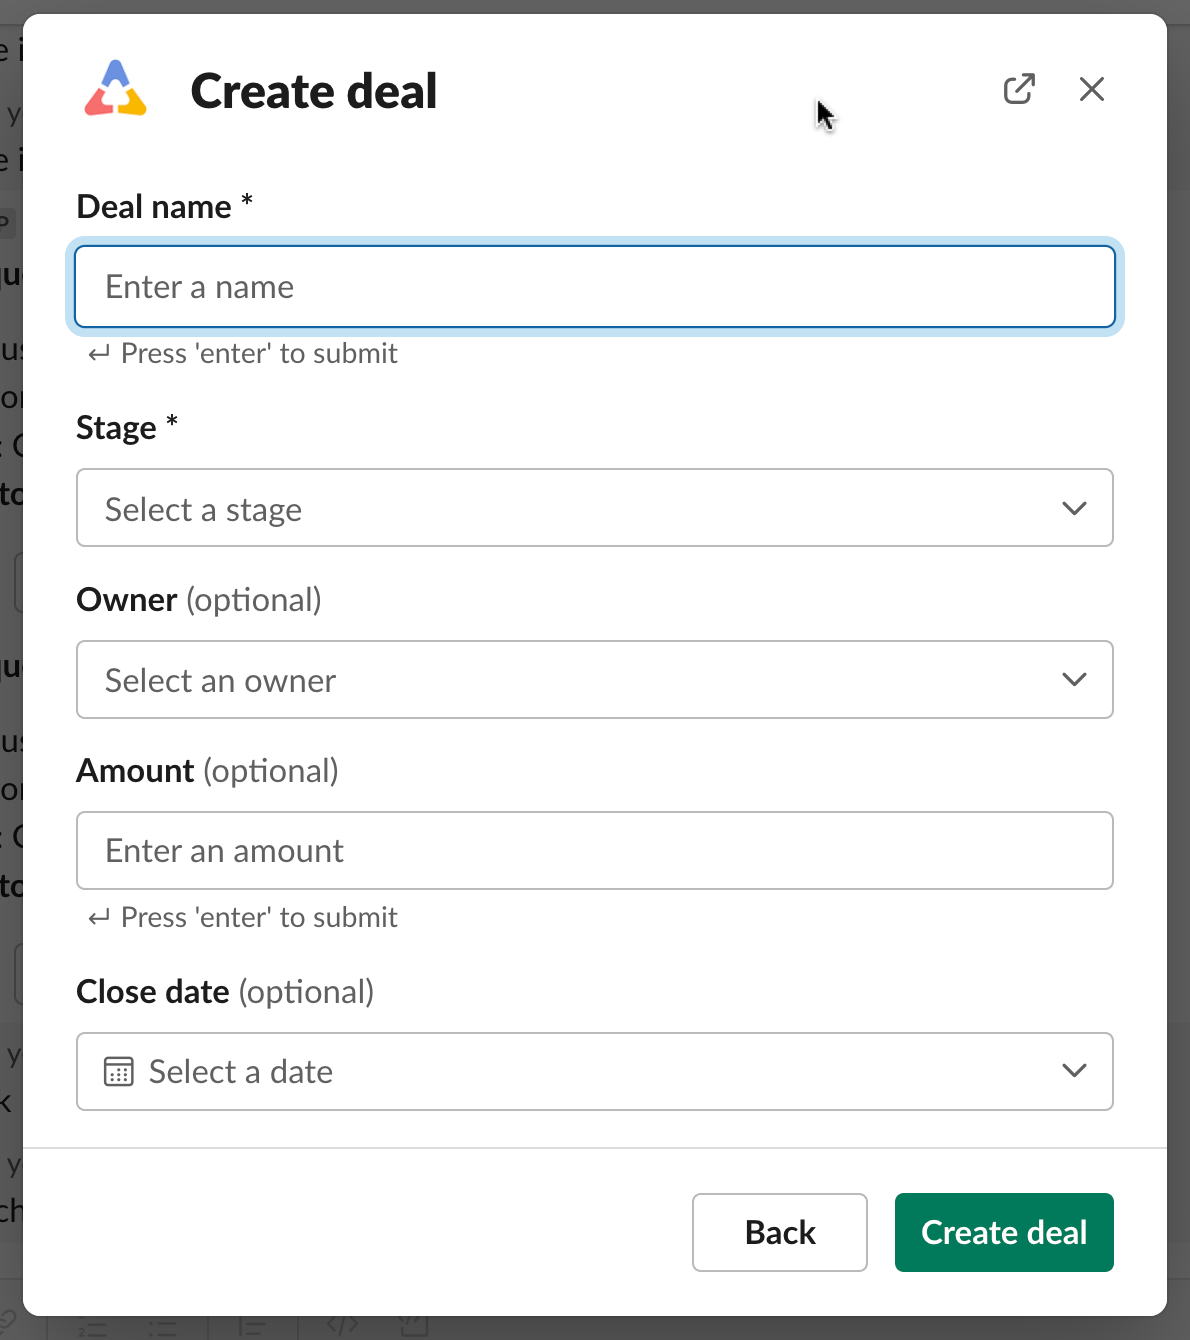 Create deal
Deal name *
Enter a name
↵ Press 'enter' to submit
Stage *
Select a stage
Owner (optional)
Select an owner
Amount (optional)
Enter an amount
↵ Press 'enter' to submit
Close date (optional)
Select a date
Back
Create deal